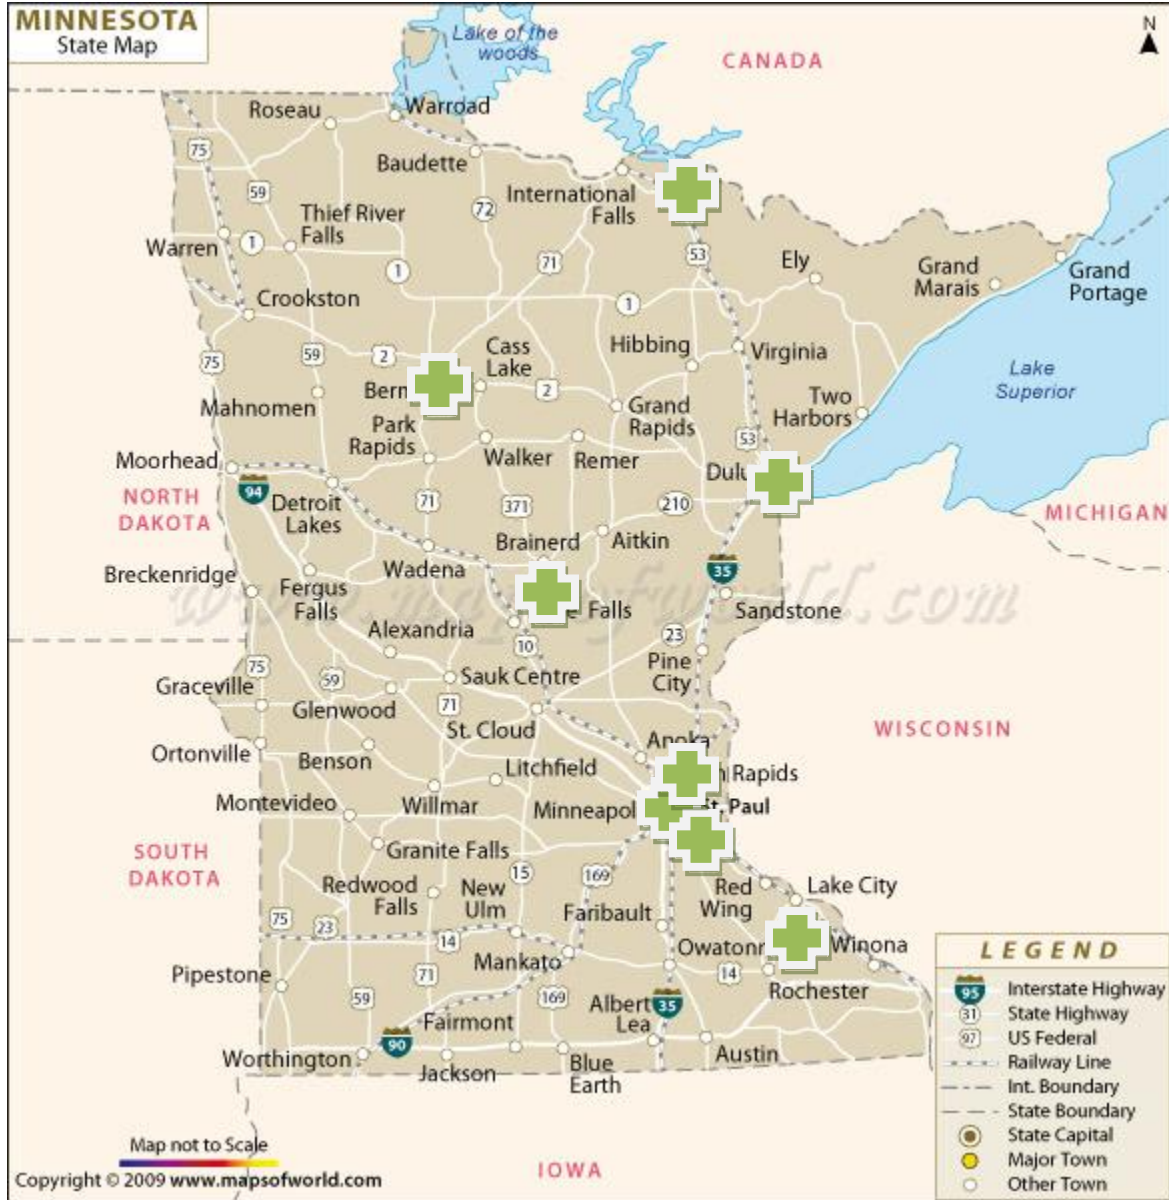 MINNESOTA
State Map
Lake of the
woods
CANADA
N
Roseau
Warroad
Baudette
International
Falls
75
59
72
Thief River
Falls
Warren
1
1
71
53
Ely
Grand
Marais
Grand
Portage
Crookston
1
75
59
2
Cass
Lake
Hibbing
Virginia
Lake
Superior
Mahnomen
2
Grand
Rapids
Two
Harbors
Park
Rapids
53
Moorhead
Walker
Remer
NORTH
DAKOTA
94
Detroit
Lakes
71
371
210
MICHIGAN
Brainerd
Aitkin
Breckenridge
Wadena
35
www.mapsofworld.com
Fergus
Falls
Falls
Sandstone
Alexandria
10
23
Pine
City
75
59
Sauk Centre
Graceville
Glenwood
71
St. Cloud
WISCONSIN
Ortonville
Benson
Anoka
Litchfield
Rapids
Montevideo
Willmar
St. Paul
SOUTH
DAKOTA
Granite Falls
15
169
Redwood
Falls
New
Ulm
Red
Wing
Lake City
75
23
Faribault
14
Winona
Pipestone
Mankato
71
14
Rochester
59
169
Albert
Lea
35
Fairmont
90
Worthington
Jackson
Blue
Earth
Austin
LEGEND
95 Interstate Highway
31 State Highway
97 US Federal
Railway Line
Int. Boundary
State Boundary
State Capital
Major Town
Other Town
Map not to Scale
Copyright © 2009 www.mapsofworld.com
IOWA